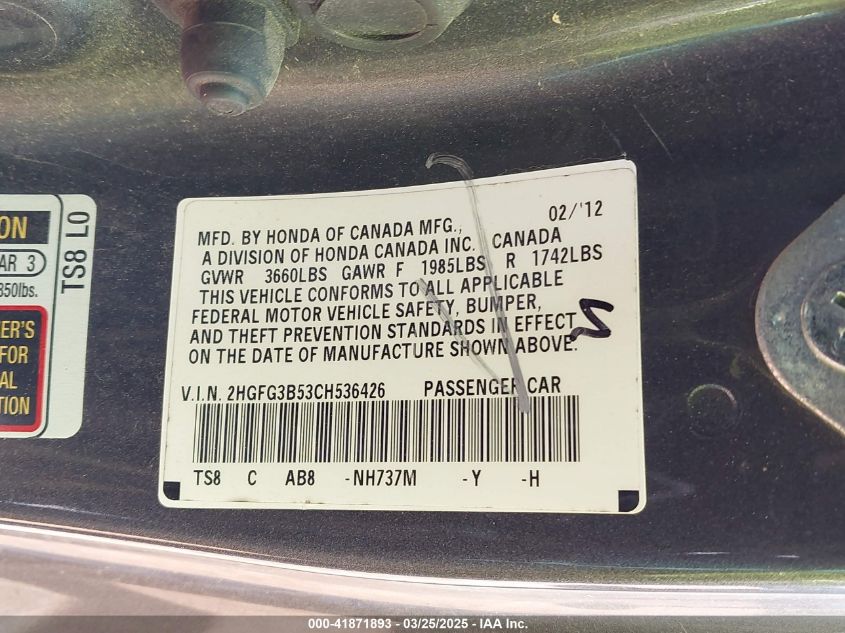 02/'12
MFD. BY HONDA OF CANADA MFG.,
A DIVISION OF HONDA CANADA INC. CANADA
GVWR 3660LBS GAWR F 1985LBS R 1742LBS
THIS VEHICLE CONFORMS TO ALL APPLICABLE
FEDERAL MOTOR VEHICLE SAFETY, BUMPER,
AND THEFT PREVENTION STANDARDS IN EFFECT
ON THE DATE OF MANUFACTURE SHOWN ABOVE.
V.I.N. 2HGFG3B53CH536426 PASSENGER CAR
TS8 C AB8 -NH737M -Y -H
ON
AR 3
850lbs.
ER'S
FOR
AL
TION
TS8 L0
000-41871893 / 03/25/2025 - IAA Inc.